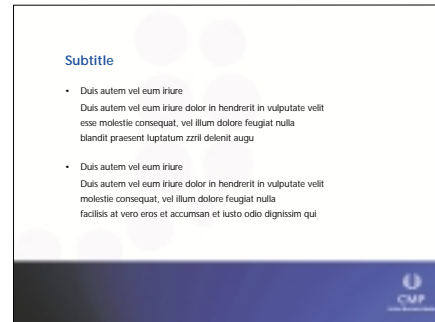 Subtitle
• Duis autem vel eum iriure
Duis autem vel eum iriure dolor in hendrerit in vulputate velit
esse molestie consequat, vel illum dolore feugiat nulla
blandit praesent luptatum zzril delenit augu
• Duis autem vel eum iriure
Duis autem vel eum iriure dolor in hendrerit in vulputate velit
molestie consequat, vel illum dolore feugiat nulla
facilisis at vero eros et accumsan et iusto odio dignissim qui
CMP